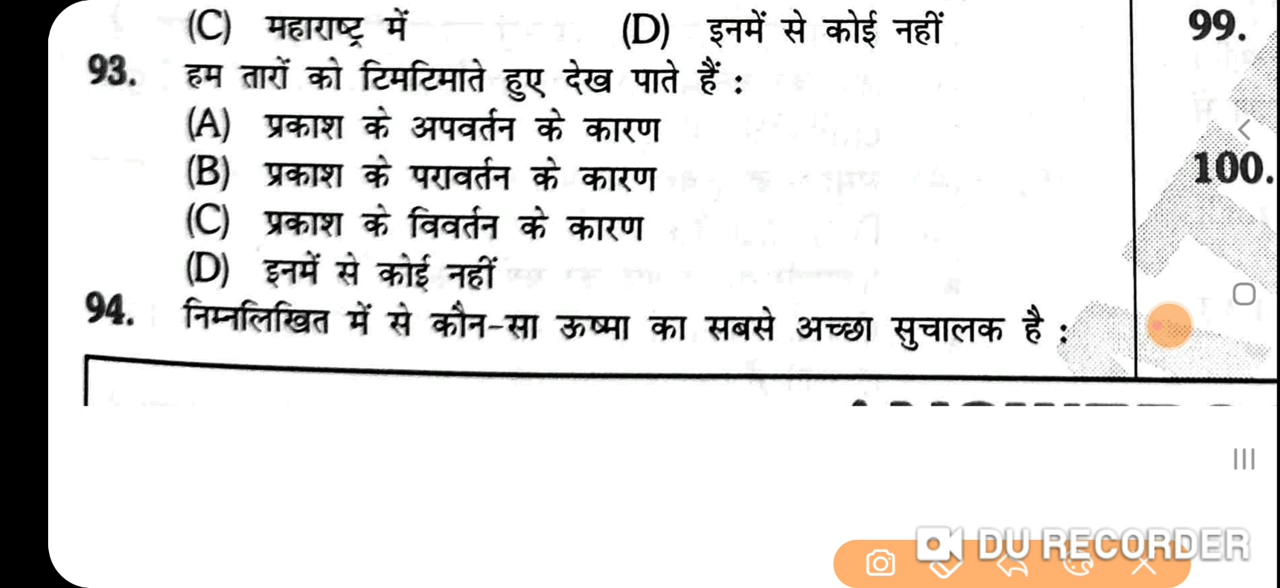 (C) महाराष्ट्र में (D) इनमें से कोई नहीं
99.
93. हम तारों को टिमटिमाते हुए देख पाते हैं :
(A) प्रकाश के अपवर्तन के कारण
100.
(B) प्रकाश के परावर्तन के कारण
(C) प्रकाश के विवर्तन के कारण
(D) इनमें से कोई नहीं
94. निम्नलिखित में से कौन-सा ऊष्मा का सबसे अच्छा सुचालक है :
DU RECORDER